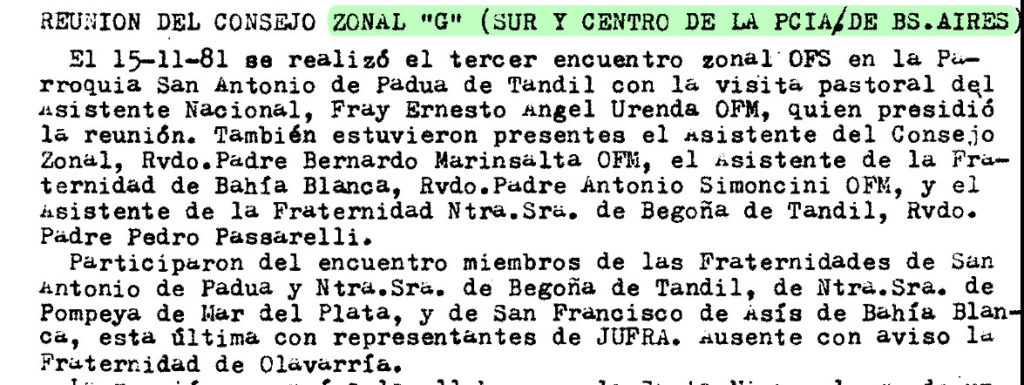 REUNION DEL CONSEJO ZONAL "G" (SUR Y CENTRO DE LA PCIA/DE BS.AIRES)
El 15-11-81 se realizó el tercer encuentro zonal OFS en la Pa-
rroquia San Antonio de Padua de Tandil con la visita pastoral del
Asistente Nacional, Fray Ernesto Angel Urenda OFM, quien presidió
la reunión. También estuvieron presentes el Asistente del Consejo
Zonal, Rvdo.Padre Bernardo Marinsalta OFM, el Asistente de la Fra-
ternidad de Bahía Blanca, Rvdo.Padre Antonio Simoncini OFM, y el
Asistente de la Fraternidad Ntra.Sra. de Begoña de Tandil, Rvdo.
Padre Pedro Passarelli.
Participaron del encuentro miembros de las Fraternidades de San
Antonio de Padua y Ntra.Sra. de Begoña de Tandil, de Ntra.Sra. de
Pompeya de Mar del Plata, y de San Francisco de Asís de Bahía Blan-
ca, esta última con representantes de JUFRA. Ausente con aviso la
Fraternidad de Olavarría.